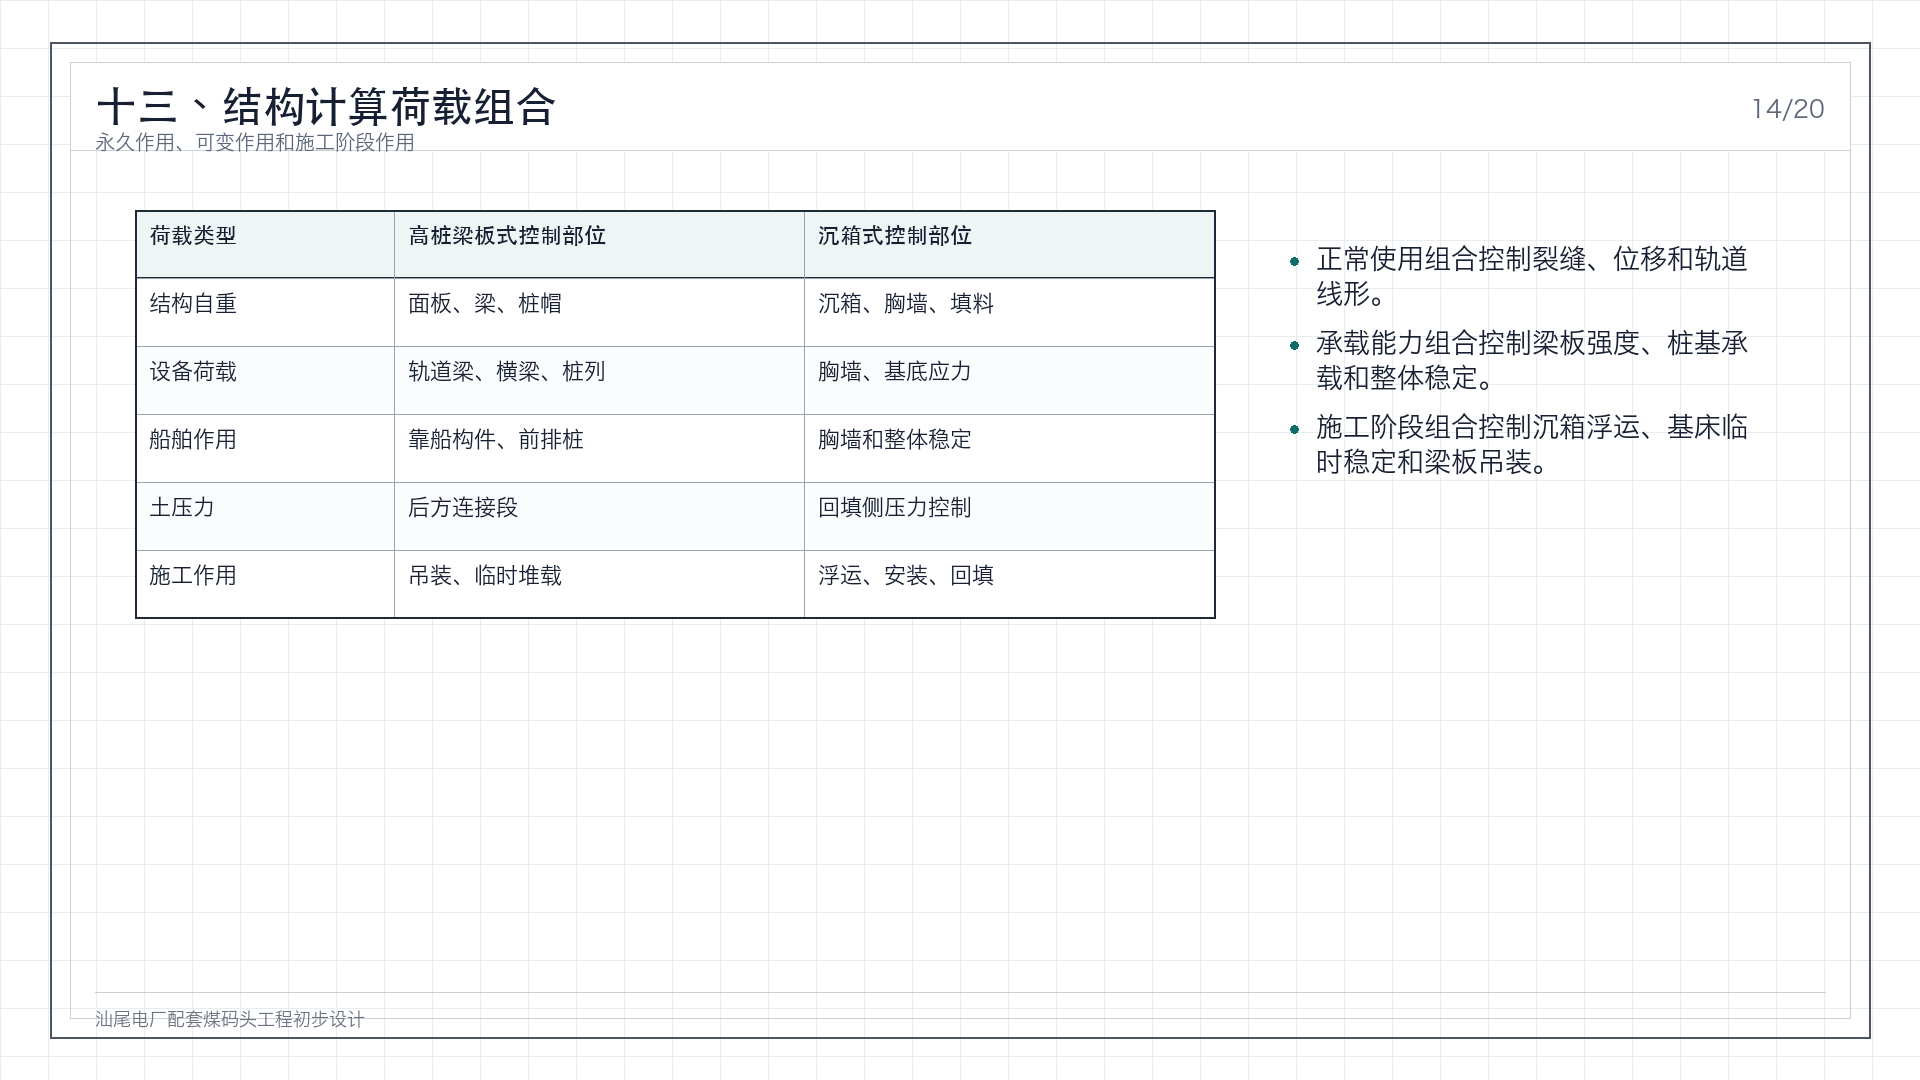 十三、结构计算荷载组合
14/20
永久作用、可变作用和施工阶段作用
荷载类型 高桩梁板式控制部位 沉箱式控制部位
结构自重 面板、梁、桩帽 沉箱、胸墙、填料
设备荷载 轨道梁、横梁、桩列 胸墙、基底应力
船舶作用 靠船构件、前排桩 胸墙和整体稳定
土压力 后方连接段 回填侧压力控制
施工作用 吊装、临时堆载 浮运、安装、回填
正常使用组合控制裂缝、位移和轨道
线形。
承载能力组合控制梁板强度、桩基承
载和整体稳定。
施工阶段组合控制沉箱浮运、基床临
时稳定和梁板吊装。
汕尾电厂配套煤码头工程初步设计